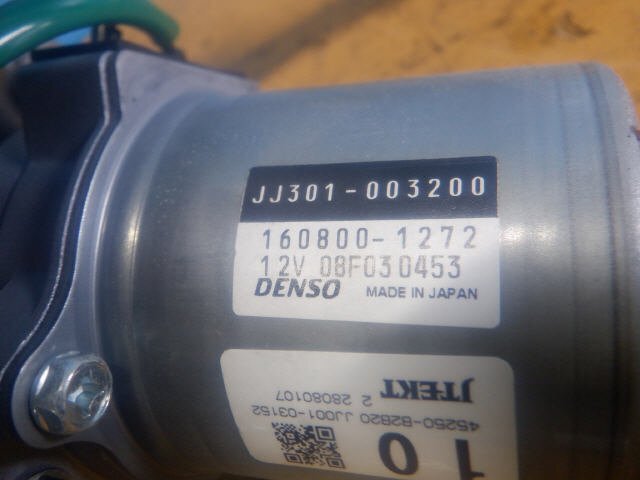 JJ301-003200
160800-1272
12V 08F030453
DENSO MADE IN JAPAN
10
45250-B2B20 JJ001-03152
2 28080107
JTEKT